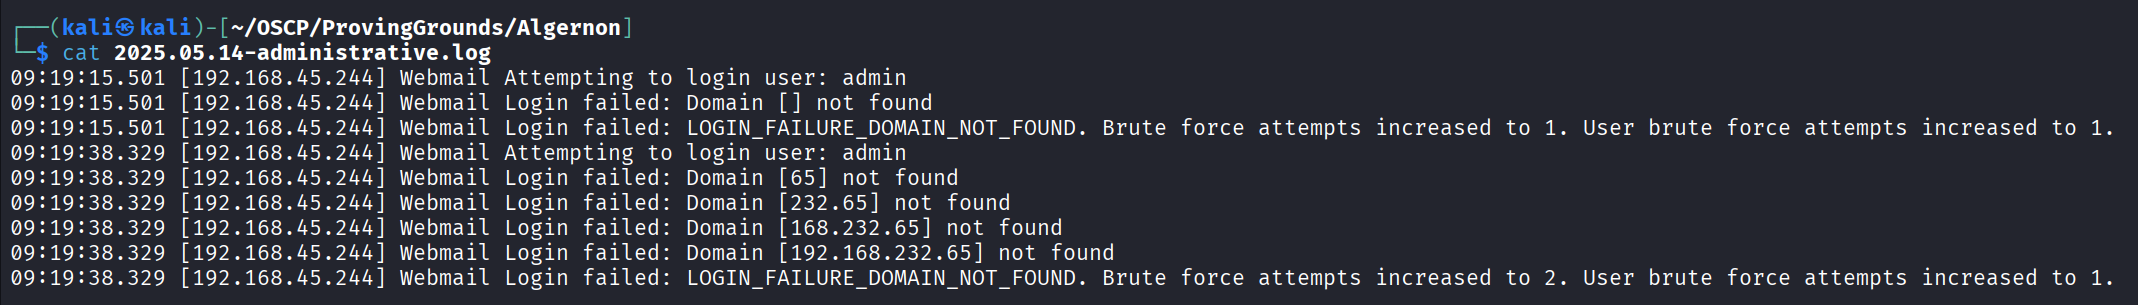 ┌──(kali㉿kali)-[~/OSCP/ProvingGrounds/Algernon]
└─$ cat 2025.05.14-administrative.log
09:19:15.501 [192.168.45.244] Webmail Attempting to login user: admin
09:19:15.501 [192.168.45.244] Webmail Login failed: Domain [] not found
09:19:15.501 [192.168.45.244] Webmail Login failed: LOGIN_FAILURE_DOMAIN_NOT_FOUND. Brute force attempts increased to 1. User brute force attempts increased to 1.
09:19:38.329 [192.168.45.244] Webmail Attempting to login user: admin
09:19:38.329 [192.168.45.244] Webmail Login failed: Domain [65] not found
09:19:38.329 [192.168.45.244] Webmail Login failed: Domain [232.65] not found
09:19:38.329 [192.168.45.244] Webmail Login failed: Domain [168.232.65] not found
09:19:38.329 [192.168.45.244] Webmail Login failed: Domain [192.168.232.65] not found
09:19:38.329 [192.168.45.244] Webmail Login failed: LOGIN_FAILURE_DOMAIN_NOT_FOUND. Brute force attempts increased to 2. User brute force attempts increased to 1.